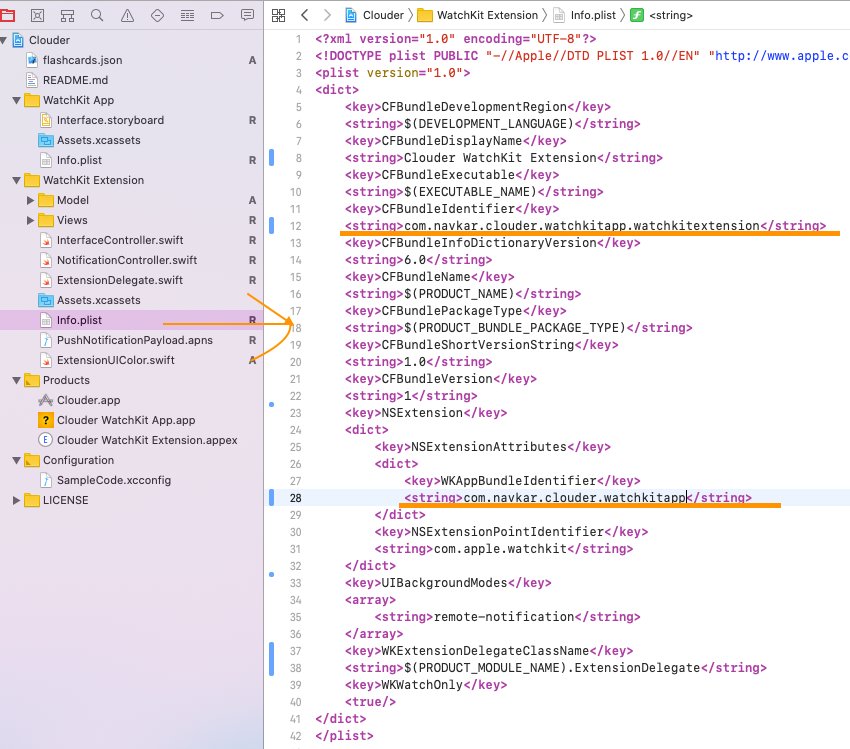 Clouder
flashcards.json A
README.md
WatchKit App
Interface.storyboard R
Assets.xcassets
Info.plist R
WatchKit Extension
Model A
Views R
InterfaceController.swift R
NotificationController.swift R
ExtensionDelegate.swift R
Assets.xcassets
Info.plist R
PushNotificationPayload.apns R
ExtensionUIColor.swift A
Products
Clouder.app
? Clouder WatchKit App.app
E Clouder WatchKit Extension.appex
Configuration
SampleCode.xcconfig
LICENSE
Clouder WatchKit Extension Info.plist <string>
1 <?xml version="1.0" encoding="UTF-8"?>
2 <!DOCTYPE plist PUBLIC "-//Apple//DTD PLIST 1.0//EN" "http://www.apple.c
3 <plist version="1.0">
4 <dict>
5 <key>CFBundleDevelopmentRegion</key>
6 <string>$(DEVELOPMENT_LANGUAGE)</string>
7 <key>CFBundleDisplayName</key>
8 <string>Clouder WatchKit Extension</string>
9 <key>CFBundleExecutable</key>
10 <string>$(EXECUTABLE_NAME)</string>
11 <key>CFBundleIdentifier</key>
12 <string>com.navkar.clouder.watchkitapp.watchkitextension</string>
13 <key>CFBundleInfoDictionaryVersion</key>
14 <string>6.0</string>
15 <key>CFBundleName</key>
16 <string>$(PRODUCT_NAME)</string>
17 <key>CFBundlePackageType</key>
18 <string>$(PRODUCT_BUNDLE_PACKAGE_TYPE)</string>
19 <key>CFBundleShortVersionString</key>
20 <string>1.0</string>
21 <key>CFBundleVersion</key>
22 <string>1</string>
23 <key>NSExtension</key>
24 <dict>
25 <key>NSExtensionAttributes</key>
26 <dict>
27 <key>WKAppBundleIdentifier</key>
28 <string>com.navkar.clouder.watchkitapp</string>
29 </dict>
30 <key>NSExtensionPointIdentifier</key>
31 <string>com.apple.watchkit</string>
32 </dict>
33 <key>UIBackgroundModes</key>
34 <array>
35 <string>remote-notification</string>
36 </array>
37 <key>WKExtensionDelegateClassName</key>
38 <string>$(PRODUCT_MODULE_NAME).ExtensionDelegate</string>
39 <key>WKWatchOnly</key>
40 <true/>
41 </dict>
42 </plist>